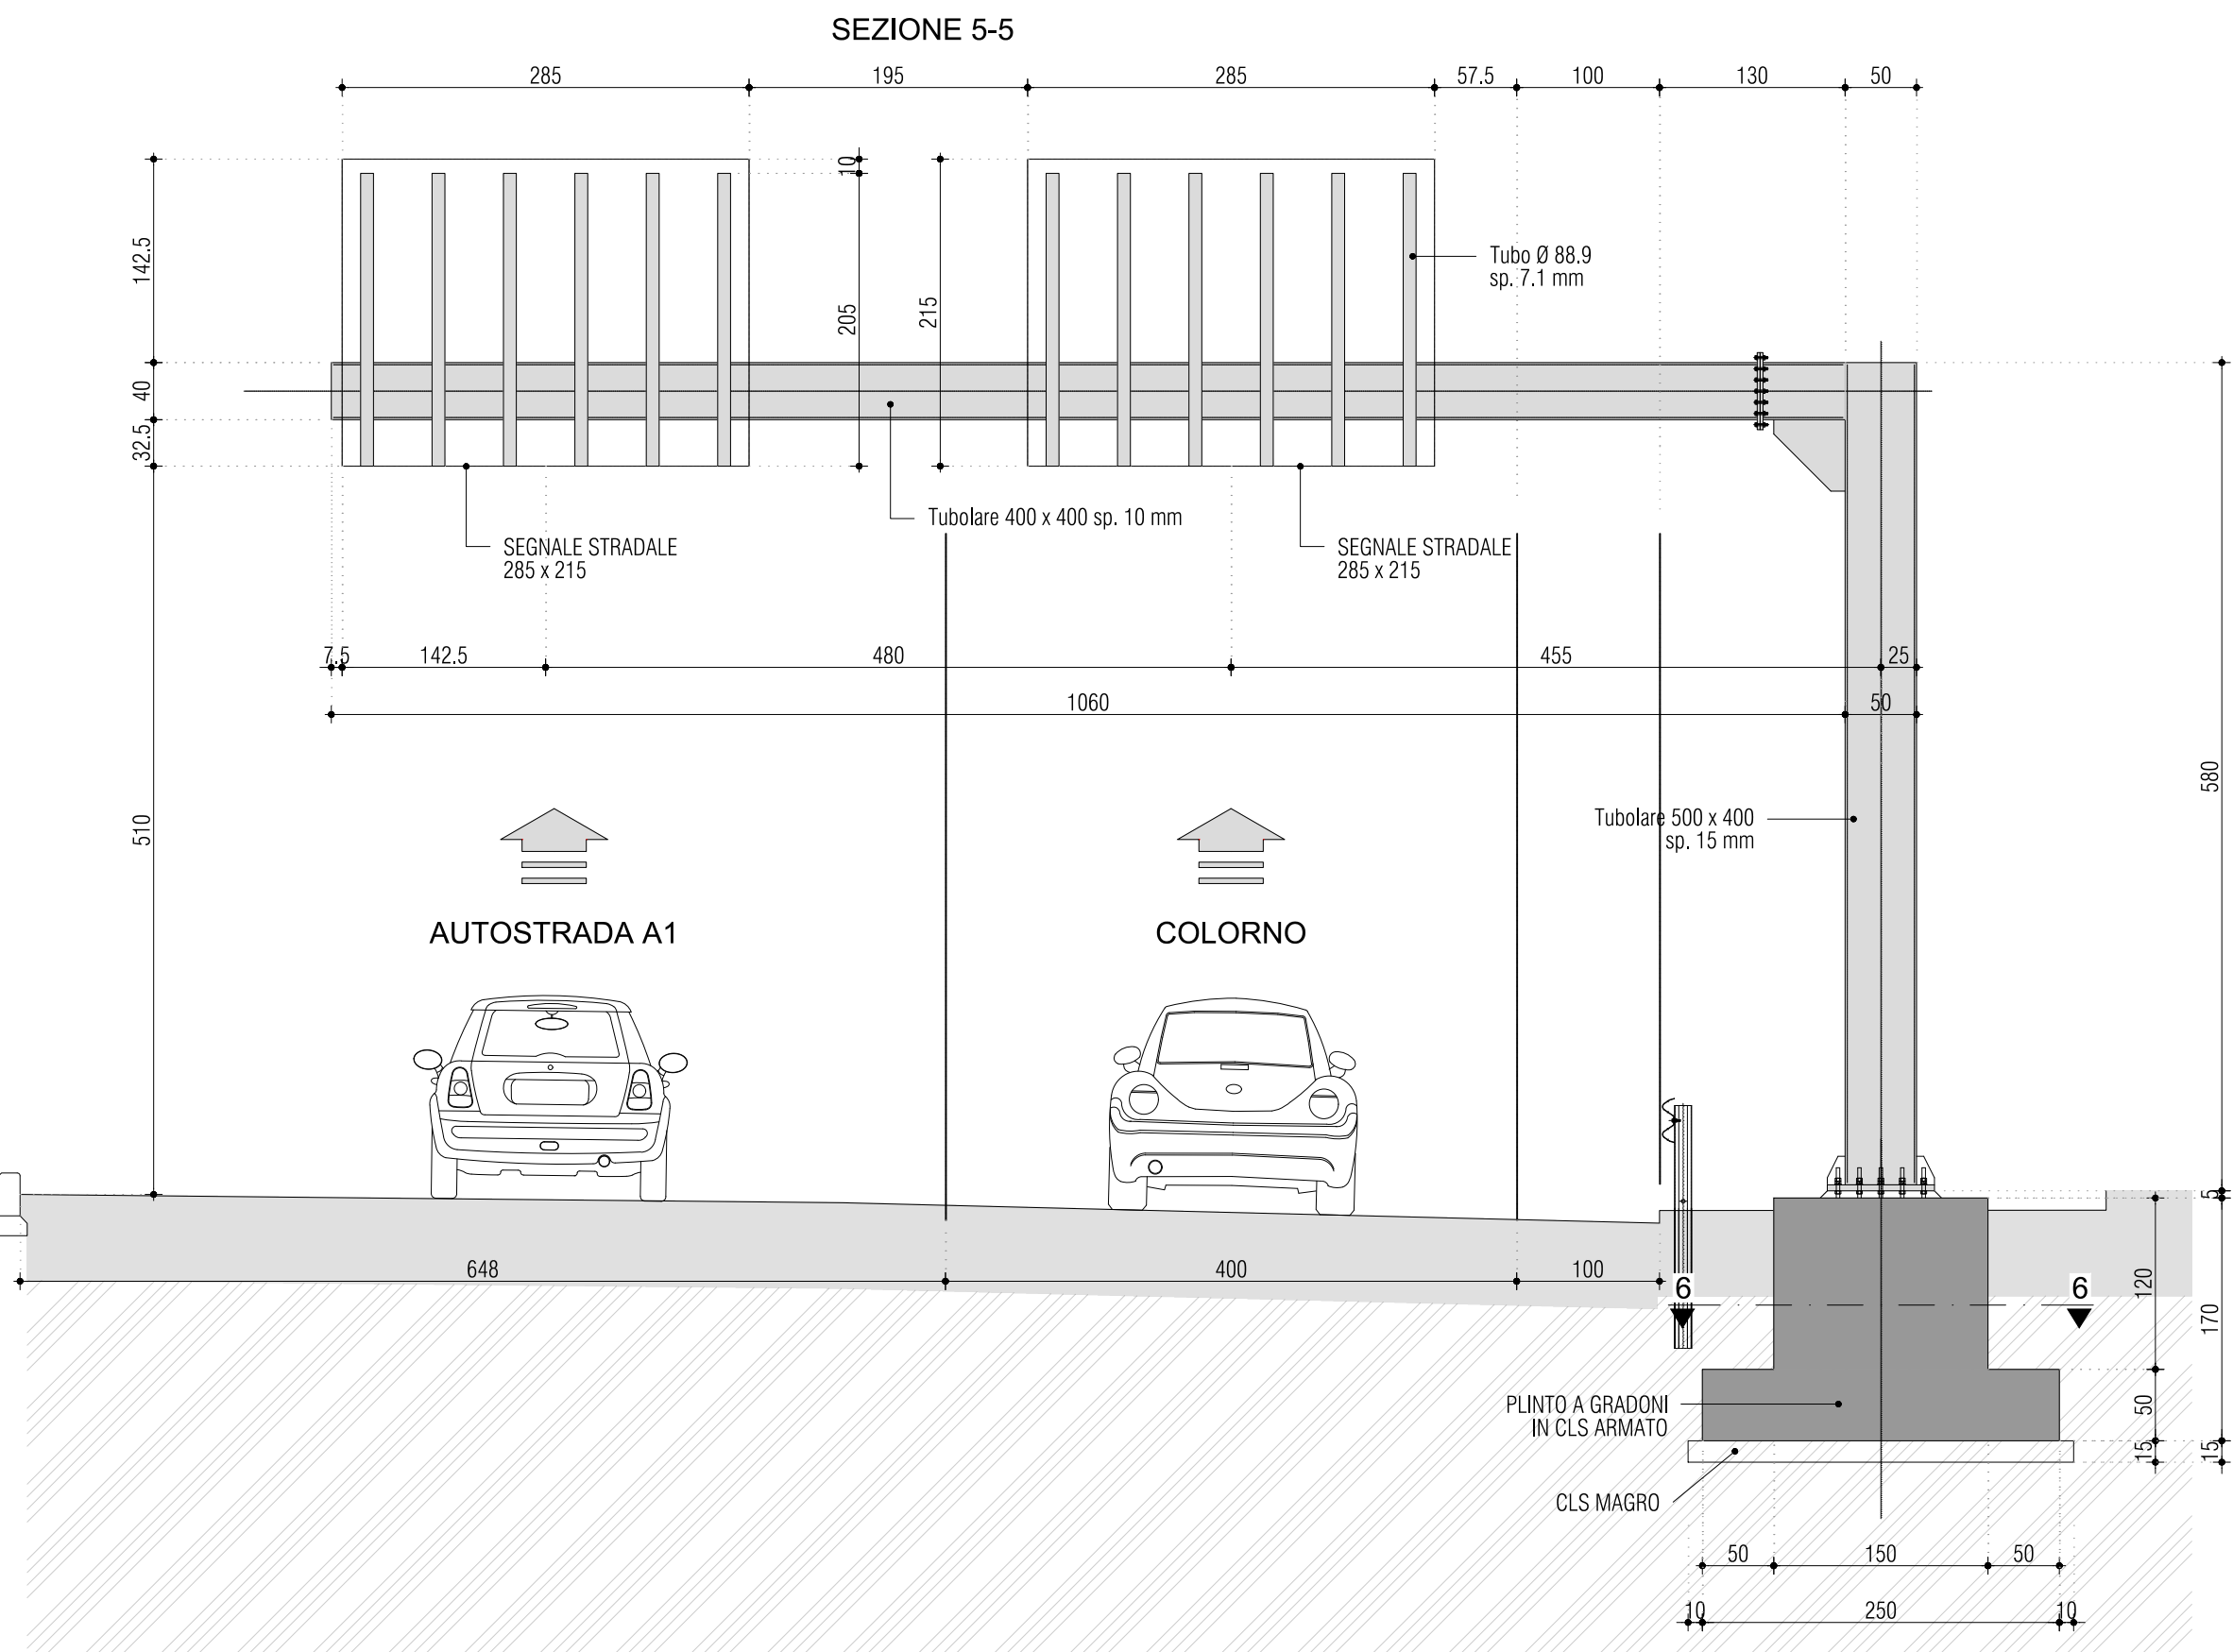 SEZIONE 5-5
285
195
285
57.5
100
130
50
142.5
40
32.5
510
10
205
215
Tubo Ø 88.9
sp. 7.1 mm
Tubolare 400 x 400 sp. 10 mm
SEGNALE STRADALE
285 x 215
SEGNALE STRADALE
285 x 215
7.5
142.5
480
455
25
1060
50
580
Tubolare 500 x 400
sp. 15 mm
AUTOSTRADA A1
COLORNO
648
400
100
6
6
5
120
170
50
15
15
PLINTO A GRADONI
IN CLS ARMATO
CLS MAGRO
50
150
50
10
250
10